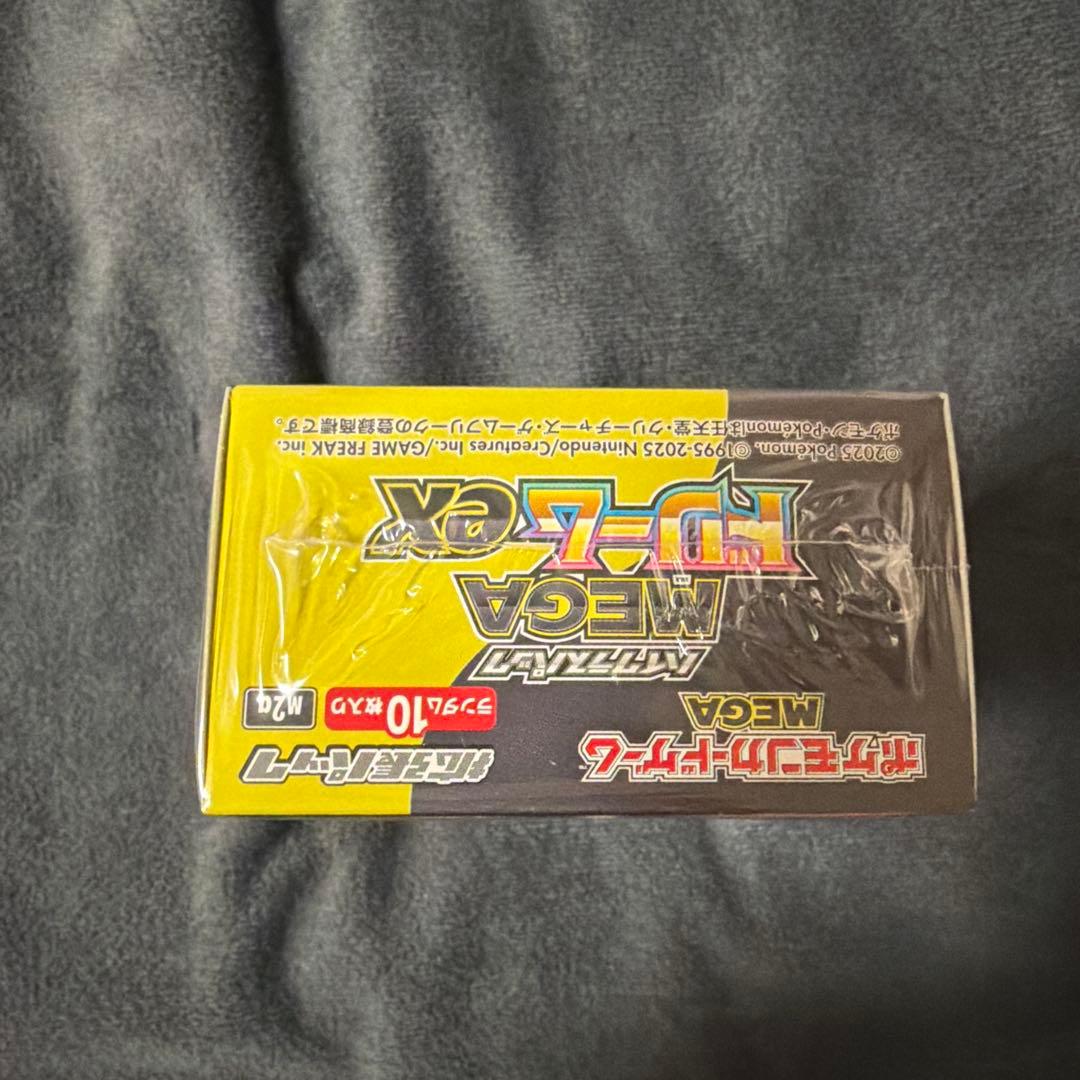 ポケモンカードゲーム
MEGA
拡張パック
ランダム10枚入り
M2a
ハイクラスパック
MEGA
ドリームex
©2025 Pokémon. ©1995-2025 Nintendo/Creatures Inc./GAME FREAK inc.
ポケモン・Pokémonは任天堂・クリーチャーズ・ゲームフリークの登録商標です。